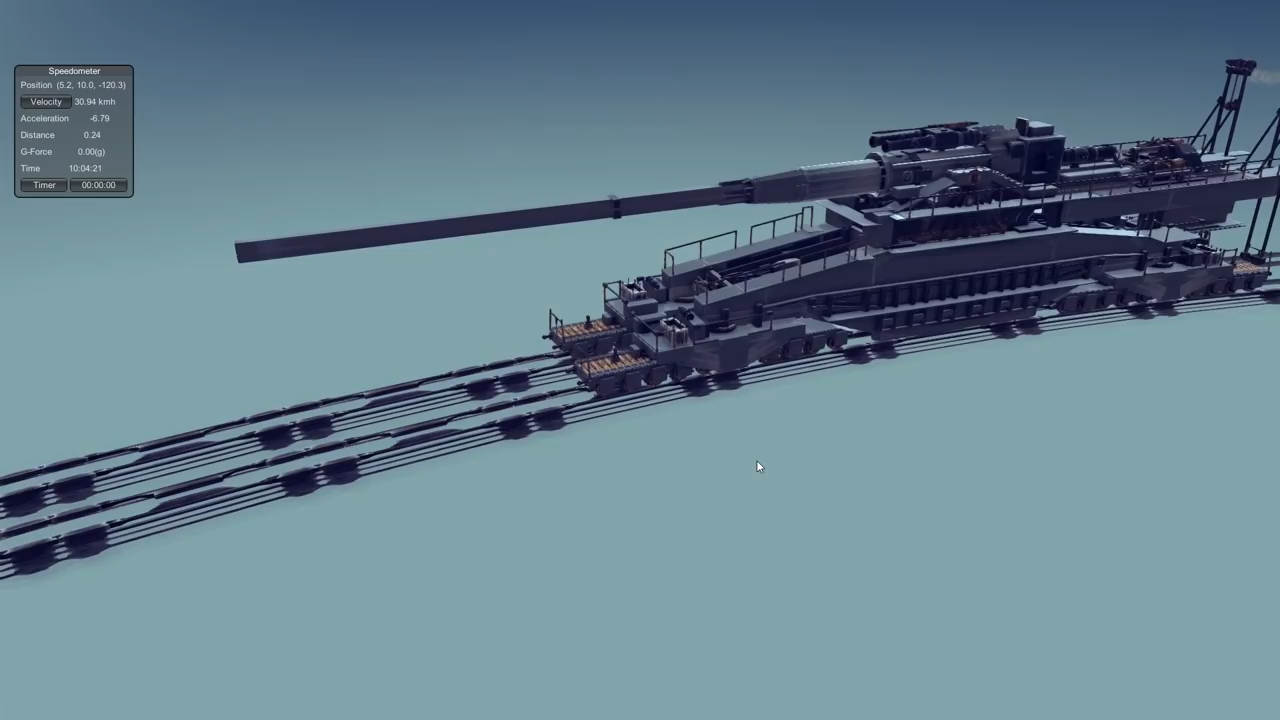 Speedometer
Position (5.2, 10.0, -120.3)
Velocity 30.94 kmh
Acceleration -6.79
Distance 0.24
G-Force 0.00(g)
Time 10:04:21
Timer 00:00:00